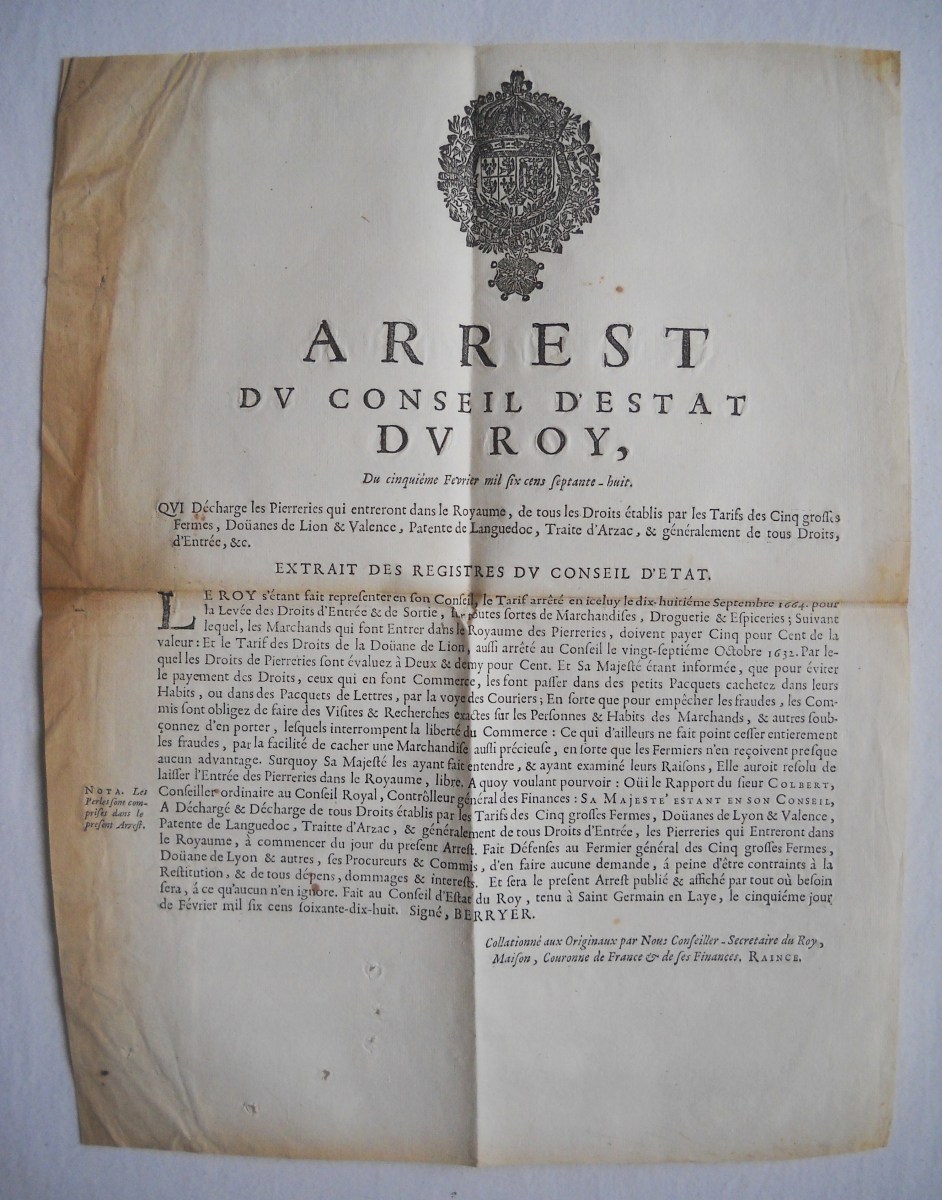 ARREST
DV CONSEIL D'ESTAT
DV ROY,
Du cinquiéme Fevrier mil ſix cens ſeptante-huit.
QVI Décharge les Pierreries qui entreront dans le Royaume, de tous les Droits établis par les Tarifs des Cinq groſſes
Fermes, Doüanes de Lion & Valence, Patente de Languedoc, Traite d'Arzac, & généralement de tous Droits,
d'Entrée, &c.
EXTRAIT DES REGISTRES DV CONSEIL D'ETAT.
LE ROY s'étant fait repreſenter en ſon Conſeil, le Tarif arrêté en iceluy le dix-huitiéme Septembre 1664. pour
la Levée des Droits d'Entrée & de Sortie, ſur toutes ſortes de Marchandiſes, Droguerie & Eſpiceries; Suivant
lequel, les Marchands qui font Entrer dans le Royaume des Pierreries, doivent payer Cinq pour Cent de la
valeur: Et le Tarif des Droits de la Doüane de Lion, auſſi arrêté au Conſeil le vingt-ſeptiéme Octobre 1632. Par le-
quel les Droits de Pierreries ſont évaluez à Deux & demy pour Cent. Et Sa Majeſté étant informée, que pour éviter
le payement des Droits, ceux qui en font Commerce, les font paſſer dans des petits Pacquets cachetez dans leurs
Habits, ou dans des Pacquets de Lettres, par la voye des Couriers; En ſorte que pour empêcher les fraudes, les Com-
mis ſont obligez de faire des Viſites & Recherches exactes ſur les Perſonnes & Habits des Marchands, & autres ſoub-
çonnez d'en porter, leſquels interrompent la liberté du Commerce: Ce qui d'ailleurs ne fait point ceſſer entierement
les fraudes, par la facilité de cacher une Marchandiſe auſſi précieuſe, en ſorte que les Fermiers n'en reçoivent preſque
aucun avantage. Surquoy Sa Majeſté les ayant fait entendre, & ayant examiné leurs Raiſons, Elle auroit reſolu de
laiſſer l'Entrée des Pierreries dans le Royaume, libre. A quoy voulant pourvoir: Oüi le Rapport du ſieur COLBERT,
Conſeiller ordinaire au Conſeil Royal, Contrôlleur général des Finances: SA MAJESTE' ESTANT EN SON CONSEIL,
A Déchargé & Décharge de tous Droits établis par les Tarifs des Cinq groſſes Fermes, Doüanes de Lyon & Valence,
Patente de Languedoc, Traitte d'Arzac, & généralement de tous Droits d'Entrée, les Pierreries qui Entreront dans
le Royaume, à commencer du jour du preſent Arreſt. Fait Défenſes au Fermier général des Cinq groſſes Fermes,
Doüane de Lyon & autres, ſes Procureurs & Commis, d'en faire aucune demande, á peine d'être contraints à la
Reſtitution, & de tous dépens, dommages & intereſts. Et ſera le preſent Arreſt publié & affiché par tout où beſoin
ſera, á ce qu'aucun n'en ignore. Fait au Conſeil d'Eſtat du Roy, tenu à Saint Germain en Laye, le cinquiéme jour
de Février mil ſix cens ſoixante-dix-huit. Signé, BERRYER.
NOTA. Les
Perles ſont com-
priſes dans le
preſent Arreſt.
Collationné aux Originaux par Nous Conſeiller-Secretaire du Roy,
Maiſon, Couronne de France & de ſes Finances. RAINCE.